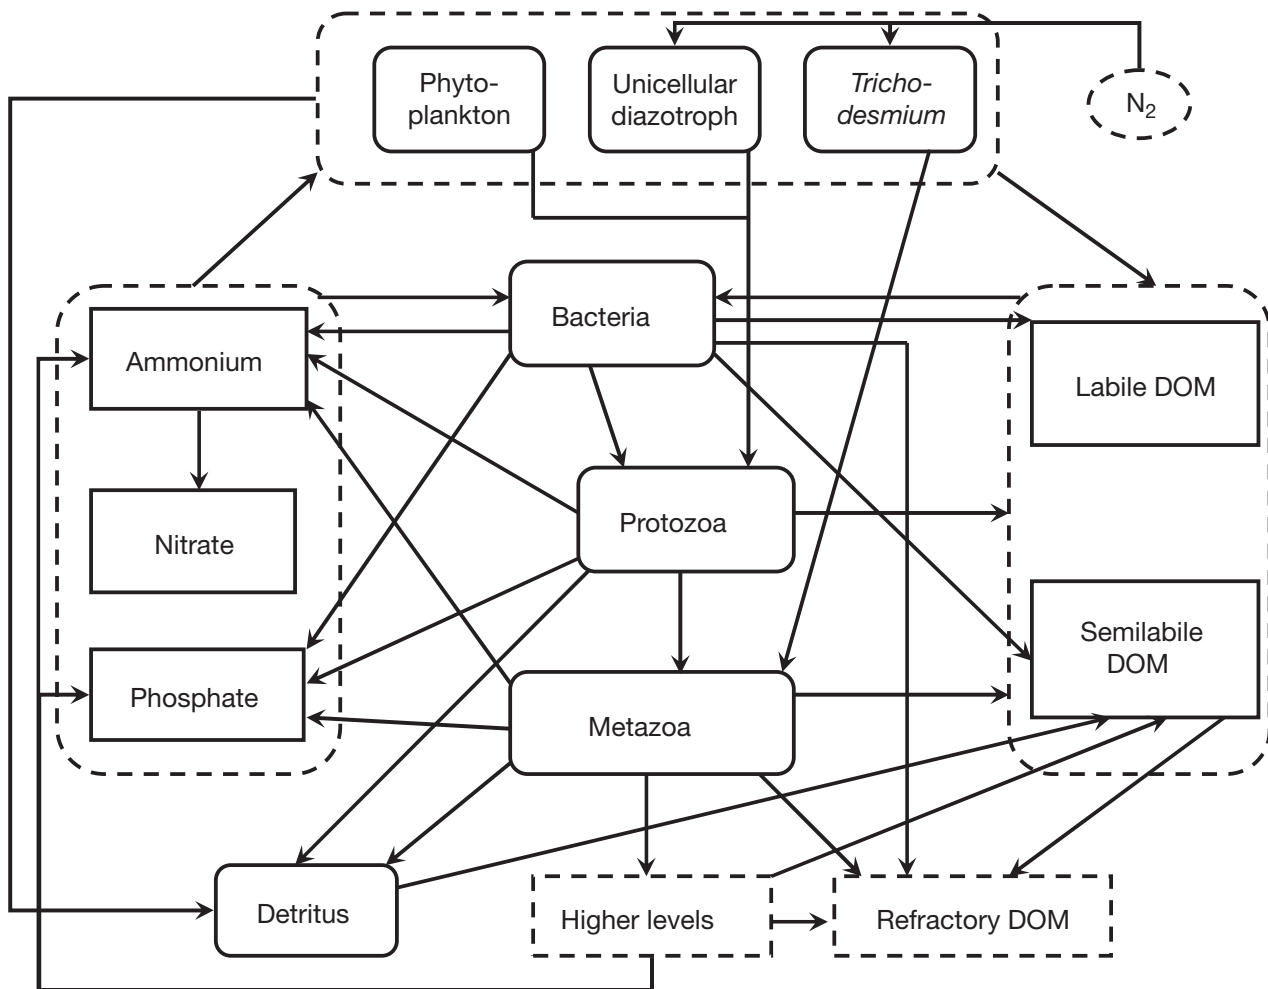 Phyto-
plankton
Unicellular
diazotroph
Tricho-
desmium
N₂
Bacteria
Ammonium
Labile DOM
Protozoa
Nitrate
Semilabile
DOM
Phosphate
Metazoa
Detritus
Higher levels
Refractory DOM